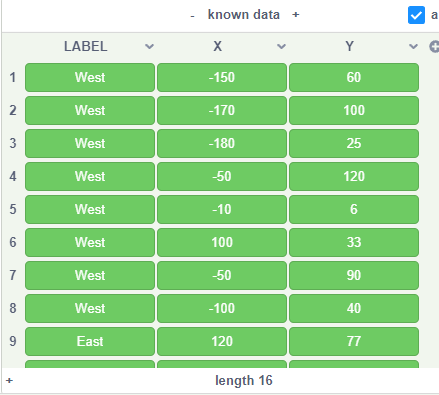 - known data + a
LABEL X Y
1 West -150 60
2 West -170 100
3 West -180 25
4 West -50 120
5 West -10 6
6 West 100 33
7 West -50 90
8 West -100 40
9 East 120 77
+ length 16